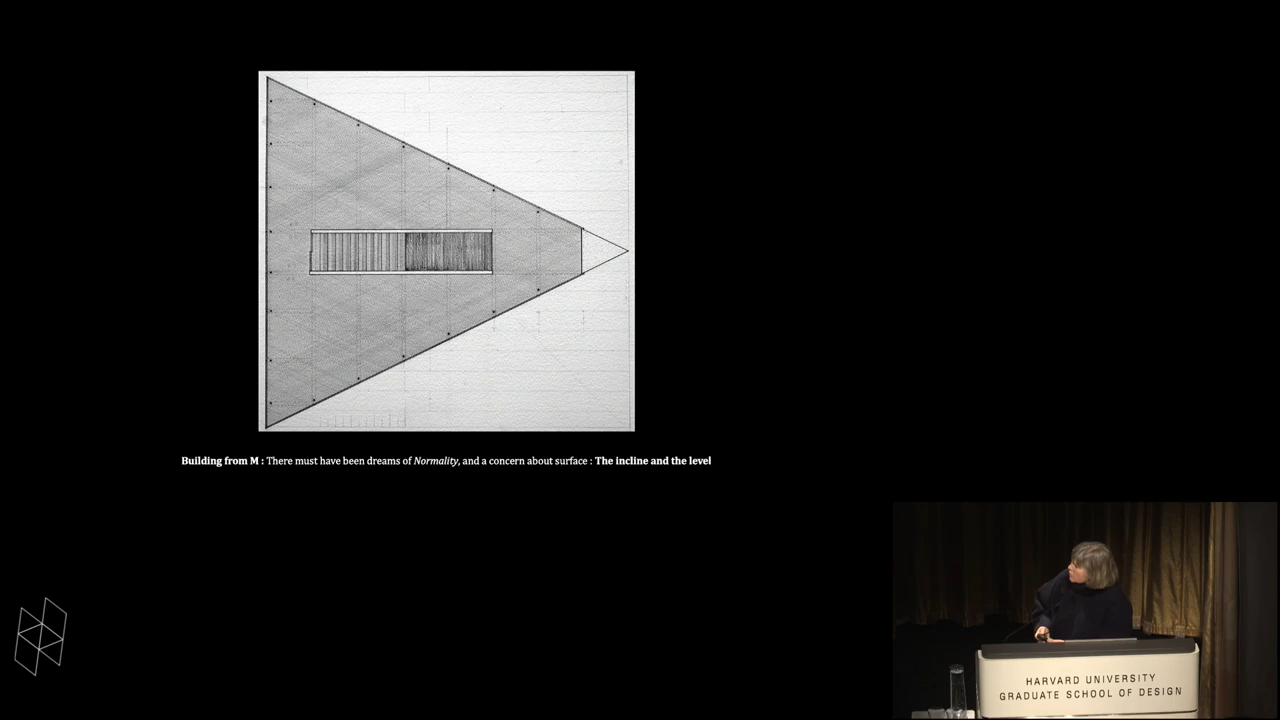 Building from M : There must have been dreams of Normality, and a concern about surface : The incline and the level
HARVARD UNIVERSITY
GRADUATE SCHOOL OF DESIGN